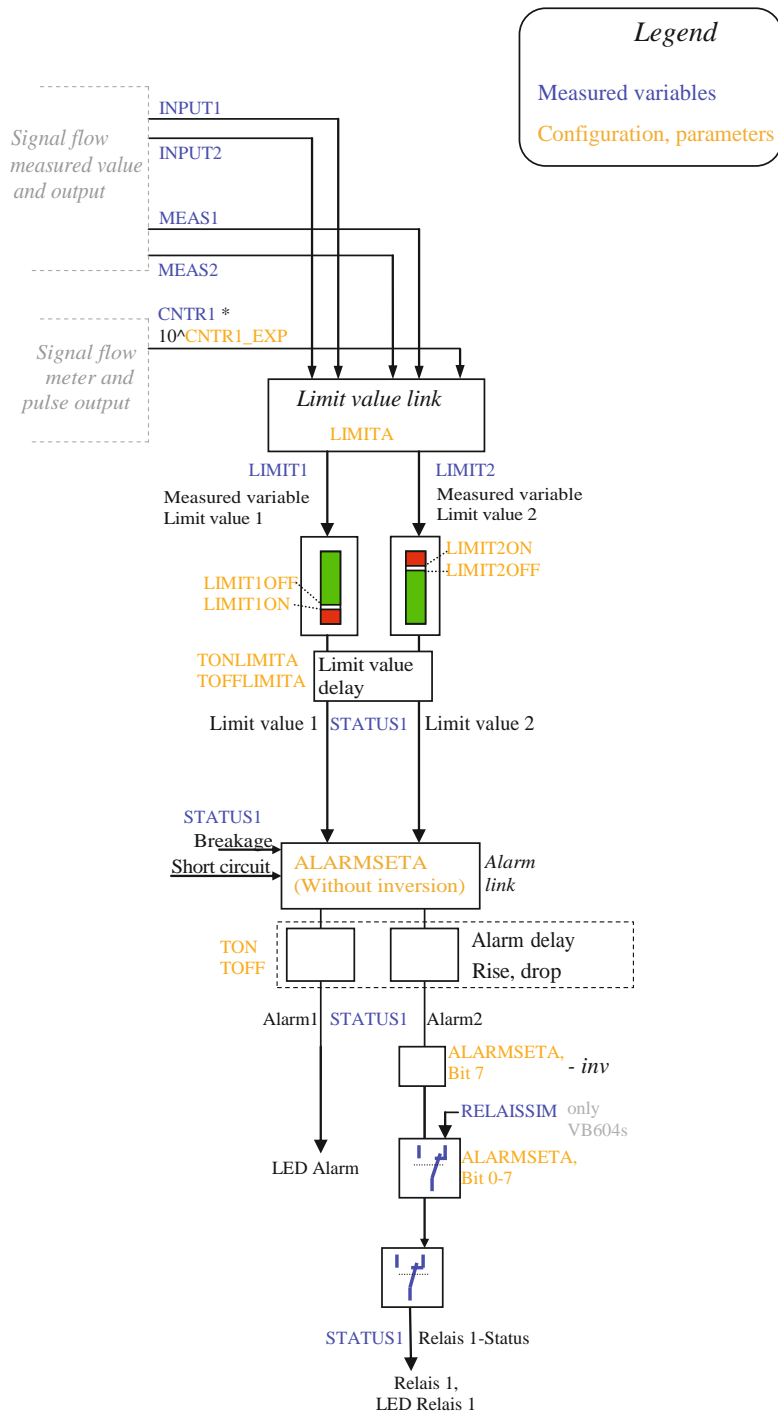 Legend
Measured variables
Configuration, parameters
INPUT1
Signal flow
measured value
and output
INPUT2
MEAS1
MEAS2
CNTR1 *
10^CNTR1_EXP
Signal flow
meter and
pulse output
Limit value link
LIMITA
LIMIT1
LIMIT2
Measured variable
Limit value 1
Measured variable
Limit value 2
LIMIT2ON
LIMIT2OFF
LIMIT1OFF
LIMIT1ON
TONLIMITA
TOFFLIMITA
Limit value
delay
Limit value 1 STATUS1 Limit value 2
STATUS1
Breakage
Short circuit
ALARMSETA
(Without inversion)
Alarm
link
TON
TOFF
Alarm delay
Rise, drop
Alarm1 STATUS1 Alarm2
ALARMSETA,
Bit 7
- inv
RELAISSIM
only
VB604s
LED Alarm
ALARMSETA,
Bit 0-7
STATUS1 Relais 1-Status
Relais 1,
LED Relais 1